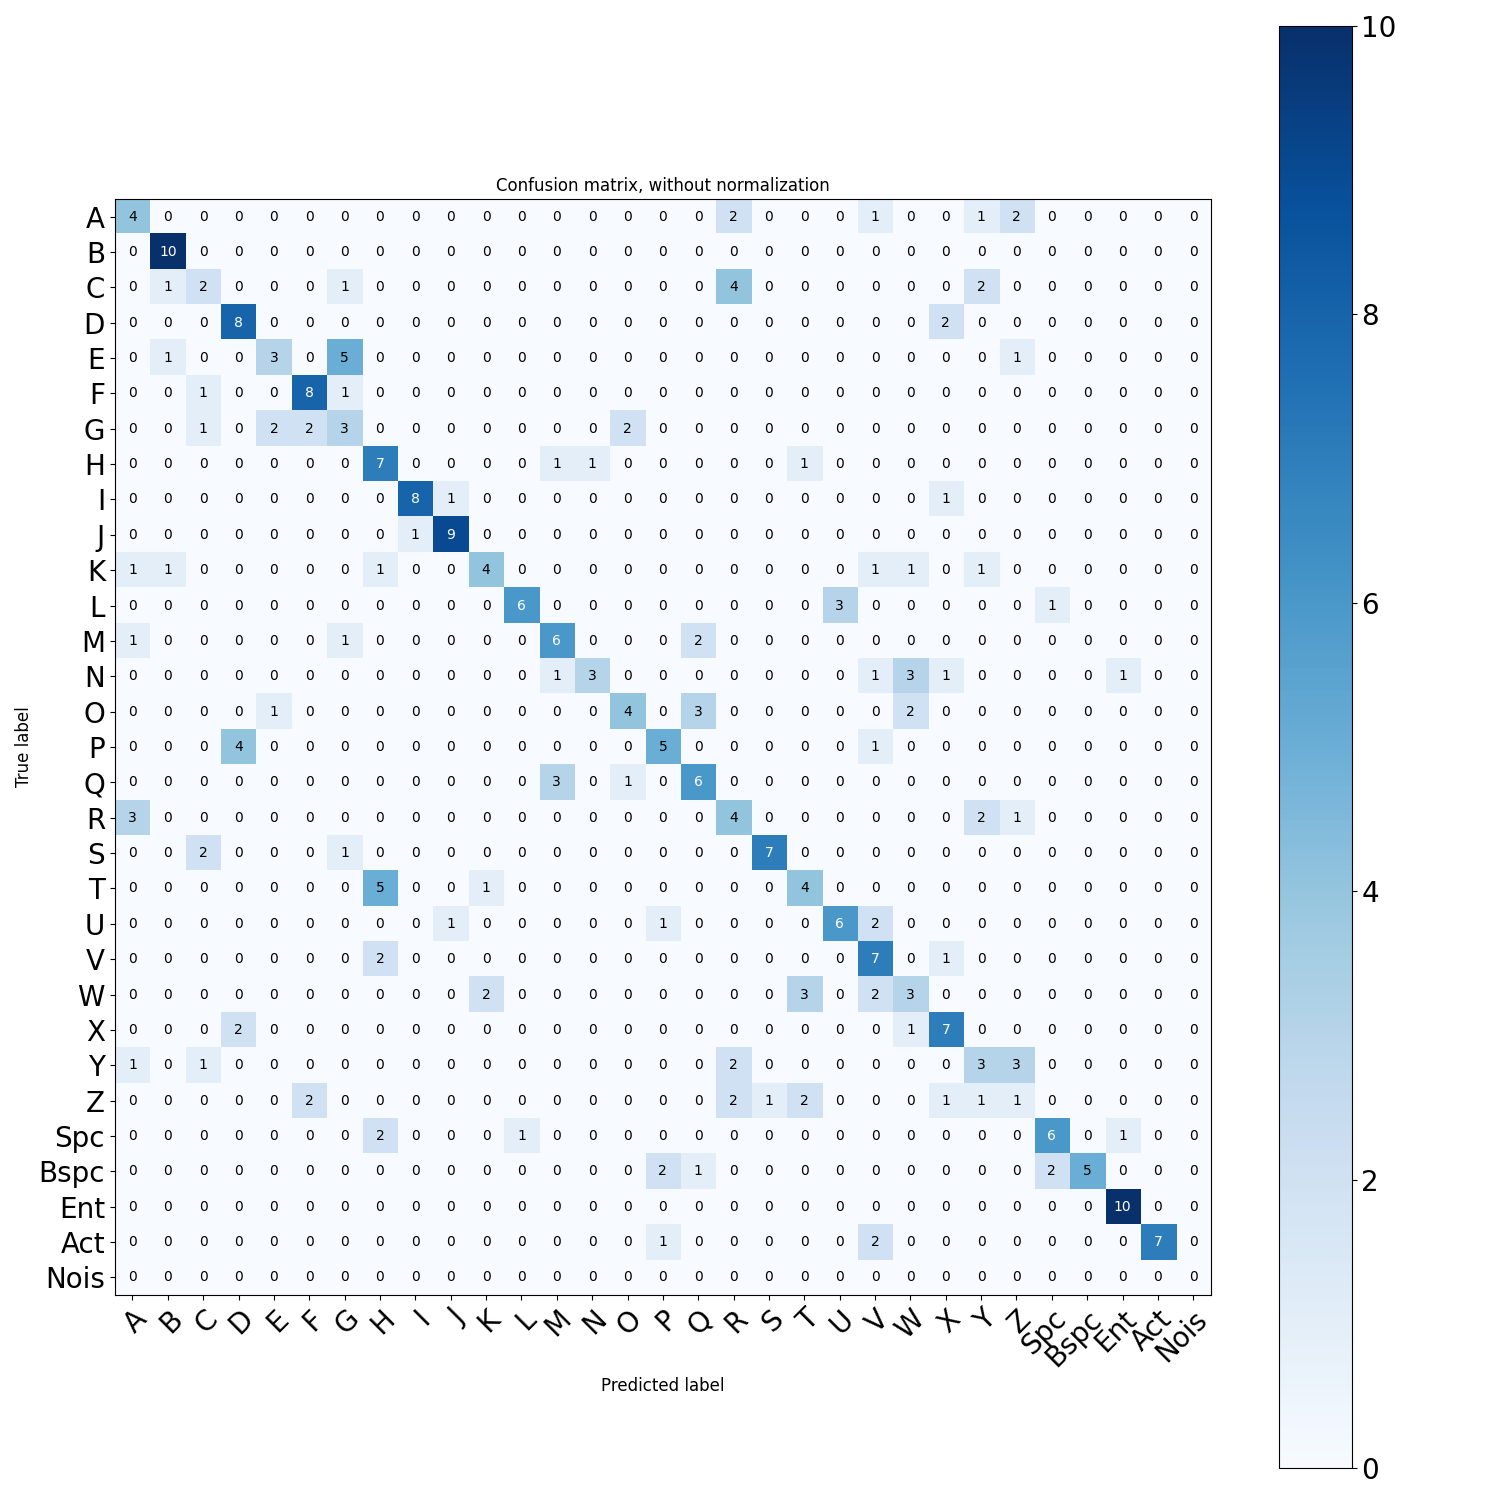 Confusion matrix, without normalization
True label
A 4 0 0 0 0 0 0 0 0 0 0 0 0 0 0 0 0 2 0 0 0 1 0 0 1 2 0 0 0 0 0
B 0 10 0 0 0 0 0 0 0 0 0 0 0 0 0 0 0 0 0 0 0 0 0 0 0 0 0 0 0 0 0
C 0 1 2 0 0 0 1 0 0 0 0 0 0 0 0 0 0 4 0 0 0 0 0 0 2 0 0 0 0 0 0
D 0 0 0 8 0 0 0 0 0 0 0 0 0 0 0 0 0 0 0 0 0 0 0 2 0 0 0 0 0 0 0
E 0 1 0 0 3 0 5 0 0 0 0 0 0 0 0 0 0 0 0 0 0 0 0 0 0 1 0 0 0 0 0
F 0 0 1 0 0 8 1 0 0 0 0 0 0 0 0 0 0 0 0 0 0 0 0 0 0 0 0 0 0 0 0
G 0 0 1 0 2 2 3 0 0 0 0 0 0 0 2 0 0 0 0 0 0 0 0 0 0 0 0 0 0 0 0
H 0 0 0 0 0 0 0 7 0 0 0 0 1 1 0 0 0 0 0 1 0 0 0 0 0 0 0 0 0 0 0
I 0 0 0 0 0 0 0 0 8 1 0 0 0 0 0 0 0 0 0 0 0 0 0 1 0 0 0 0 0 0 0
J 0 0 0 0 0 0 0 0 1 9 0 0 0 0 0 0 0 0 0 0 0 0 0 0 0 0 0 0 0 0 0
K 1 1 0 0 0 0 0 1 0 0 4 0 0 0 0 0 0 0 0 0 0 1 1 0 1 0 0 0 0 0 0
L 0 0 0 0 0 0 0 0 0 0 0 6 0 0 0 0 0 0 0 0 3 0 0 0 0 0 1 0 0 0 0
M 1 0 0 0 0 0 1 0 0 0 0 0 6 0 0 0 2 0 0 0 0 0 0 0 0 0 0 0 0 0 0
N 0 0 0 0 0 0 0 0 0 0 0 0 1 3 0 0 0 0 0 0 0 1 3 1 0 0 0 0 1 0 0
O 0 0 0 0 1 0 0 0 0 0 0 0 0 0 4 0 3 0 0 0 0 0 2 0 0 0 0 0 0 0 0
P 0 0 0 4 0 0 0 0 0 0 0 0 0 0 0 5 0 0 0 0 0 1 0 0 0 0 0 0 0 0 0
Q 0 0 0 0 0 0 0 0 0 0 0 0 3 0 1 0 6 0 0 0 0 0 0 0 0 0 0 0 0 0 0
R 3 0 0 0 0 0 0 0 0 0 0 0 0 0 0 0 0 4 0 0 0 0 0 0 2 1 0 0 0 0 0
S 0 0 2 0 0 0 1 0 0 0 0 0 0 0 0 0 0 0 7 0 0 0 0 0 0 0 0 0 0 0 0
T 0 0 0 0 0 0 0 5 0 0 1 0 0 0 0 0 0 0 0 4 0 0 0 0 0 0 0 0 0 0 0
U 0 0 0 0 0 0 0 0 0 1 0 0 0 0 0 1 0 0 0 0 6 2 0 0 0 0 0 0 0 0 0
V 0 0 0 0 0 0 0 2 0 0 0 0 0 0 0 0 0 0 0 0 0 7 0 1 0 0 0 0 0 0 0
W 0 0 0 0 0 0 0 0 0 0 2 0 0 0 0 0 0 0 0 3 0 2 3 0 0 0 0 0 0 0 0
X 0 0 0 2 0 0 0 0 0 0 0 0 0 0 0 0 0 0 0 0 0 0 1 7 0 0 0 0 0 0 0
Y 1 0 1 0 0 0 0 0 0 0 0 0 0 0 0 0 0 2 0 0 0 0 0 0 3 3 0 0 0 0 0
Z 0 0 0 0 0 2 0 0 0 0 0 0 0 0 0 0 0 2 1 2 0 0 0 1 1 1 0 0 0 0 0
Spc 0 0 0 0 0 0 0 2 0 0 0 1 0 0 0 0 0 0 0 0 0 0 0 0 0 0 6 0 1 0 0
Bspc 0 0 0 0 0 0 0 0 0 0 0 0 0 0 0 2 1 0 0 0 0 0 0 0 0 0 2 5 0 0 0
Ent 0 0 0 0 0 0 0 0 0 0 0 0 0 0 0 0 0 0 0 0 0 0 0 0 0 0 0 0 10 0 0
Act 0 0 0 0 0 0 0 0 0 0 0 0 0 0 0 1 0 0 0 0 0 2 0 0 0 0 0 0 0 7 0
Nois 0 0 0 0 0 0 0 0 0 0 0 0 0 0 0 0 0 0 0 0 0 0 0 0 0 0 0 0 0 0 0
A B C D E F G H I J K L M N O P Q R S T U V W X Y Z Spc Bspc Ent Act Nois
Predicted label
10
8
6
4
2
0